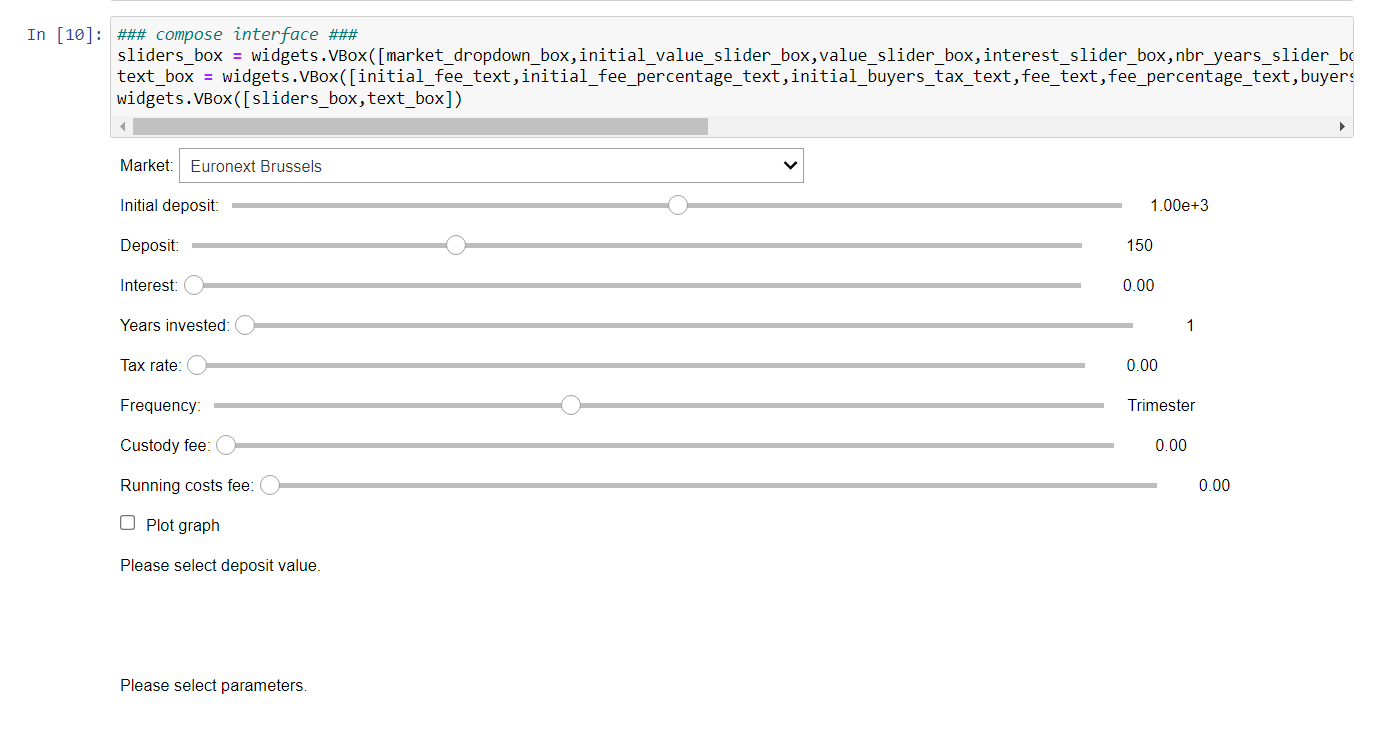 In [10]: ### compose interface ###
sliders_box = widgets.VBox([market_dropdown_box,initial_value_slider_box,value_slider_box,interest_slider_box,nbr_years_slider_bo
text_box = widgets.VBox([initial_fee_text,initial_fee_percentage_text,initial_buyers_tax_text,fee_text,fee_percentage_text,buyers
widgets.VBox([sliders_box,text_box])
Market: Euronext Brussels
Initial deposit: 1.00e+3
Deposit: 150
Interest: 0.00
Years invested: 1
Tax rate: 0.00
Frequency: Trimester
Custody fee: 0.00
Running costs fee: 0.00
Plot graph
Please select deposit value.
Please select parameters.